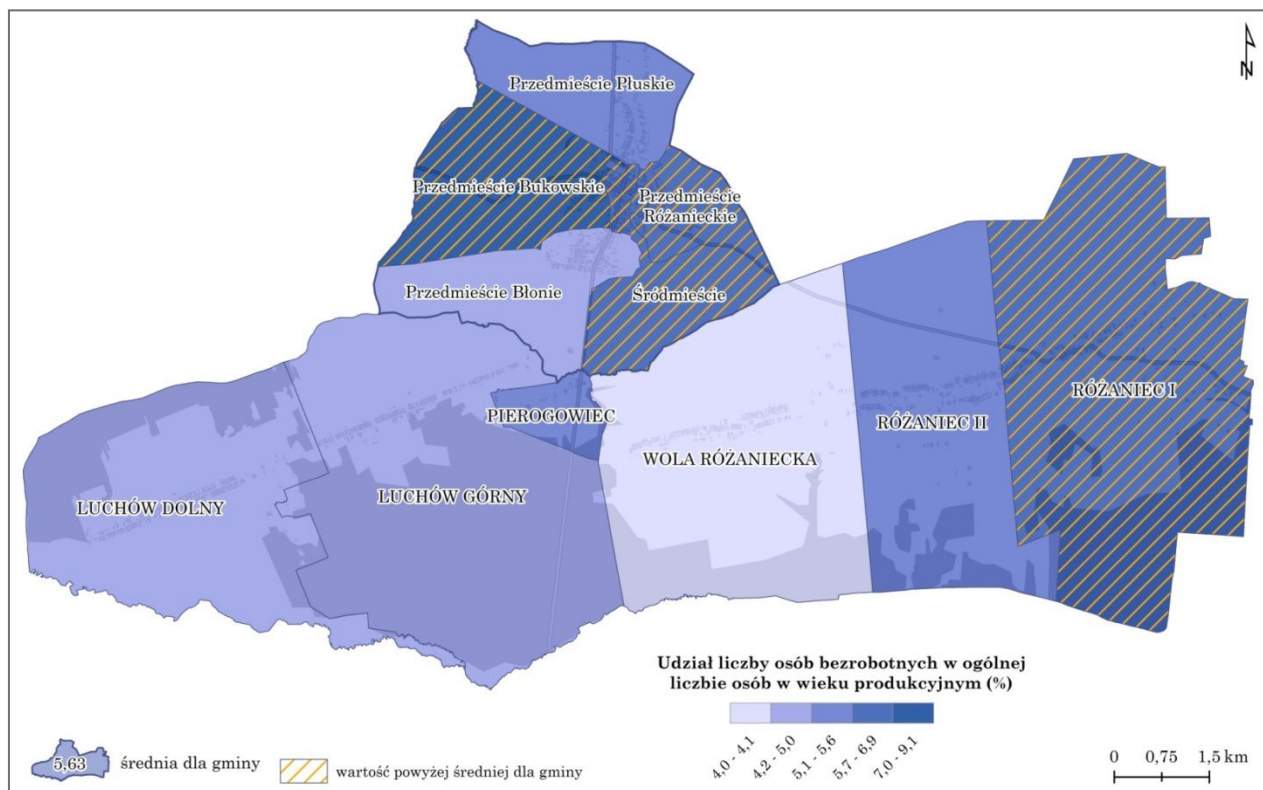 N
Przedmieście Płuskie
Przedmieście Bukowskie
Przedmieście
Różanieckie
Przedmieście Błonie
Śródmieście
PIEROGOWIEC
RÓŻANIEC I
RÓŻANIEC II
WOLA RÓŻANIECKA
LUCHÓW GÓRNY
LUCHÓW DOLNY
Udział liczby osób bezrobotnych w ogólnej
liczbie osób w wieku produkcyjnym (%)
4,0 - 4,1
4,2 - 5,0
5,1 - 5,6
5,7 - 6,9
7,0 - 9,1
5,63
średnia dla gminy
wartość powyżej średniej dla gminy
0 0,75 1,5 km